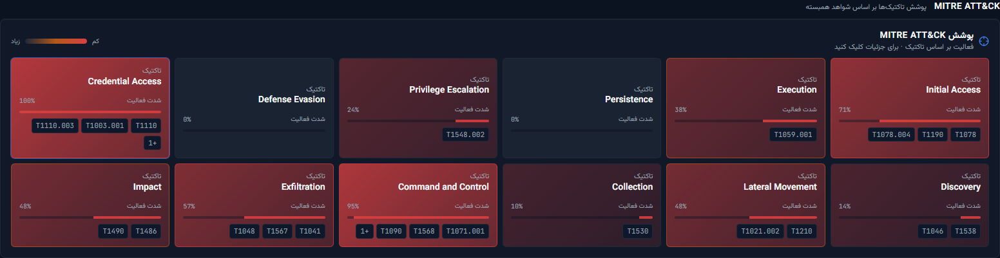 MITRE ATT&CK پوشش تاکتیک‌ها بر اساس شواهد همبسته
پوشش MITRE ATT&CK
فعالیت بر اساس تاکتیک · برای جزئیات کلیک کنید
کم زیاد
تاکتیک
Initial Access
شدت فعالیت 71%
T1078 T1190 T1078.004
تاکتیک
Execution
شدت فعالیت 38%
T1059.001
تاکتیک
Persistence
شدت فعالیت 0%
تاکتیک
Privilege Escalation
شدت فعالیت 24%
T1548.002
تاکتیک
Defense Evasion
شدت فعالیت 0%
تاکتیک
Credential Access
شدت فعالیت 100%
T1110 T1003.001 T1110.003
1+
تاکتیک
Discovery
شدت فعالیت 14%
T1538 T1046
تاکتیک
Lateral Movement
شدت فعالیت 48%
T1210 T1021.002
تاکتیک
Collection
شدت فعالیت 10%
T1530
تاکتیک
Command and Control
شدت فعالیت 95%
T1071.001 T1568 T1090 1+
تاکتیک
Exfiltration
شدت فعالیت 57%
T1041 T1567 T1048
تاکتیک
Impact
شدت فعالیت 48%
T1486 T1490